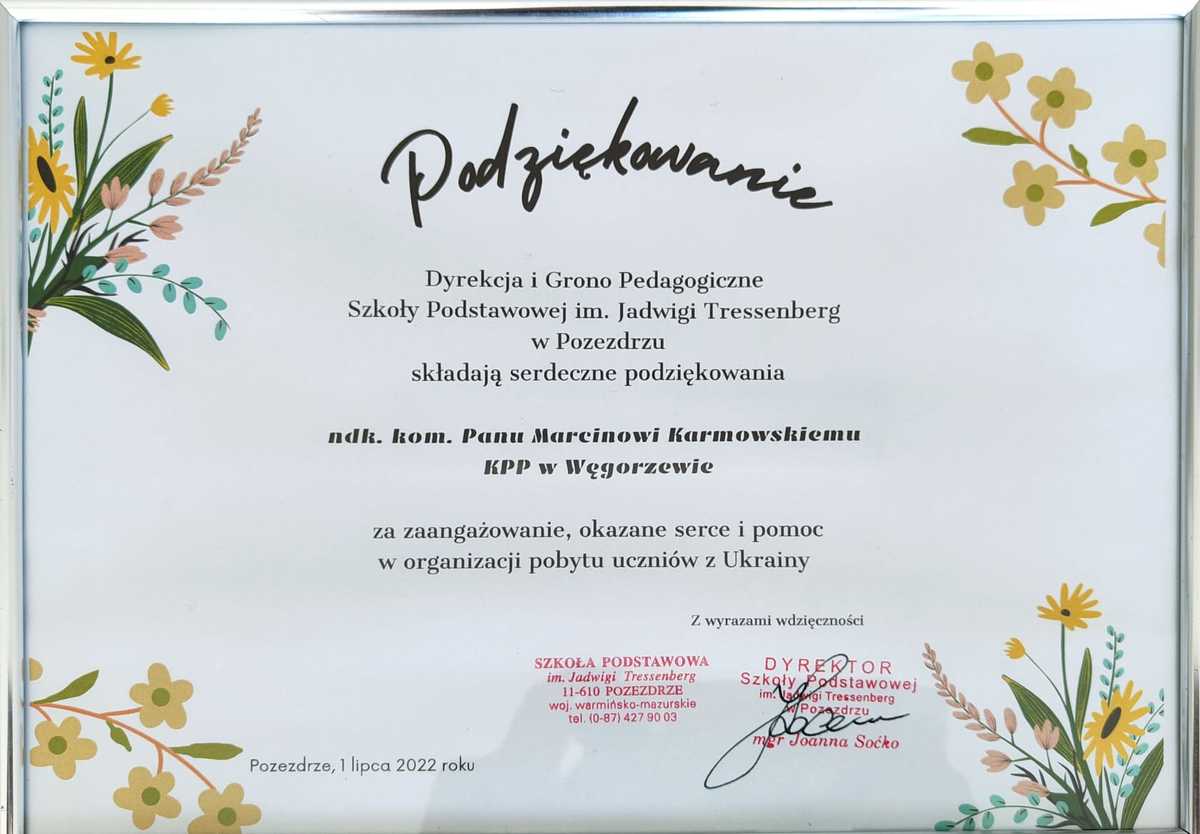 Podziękowanie
Dyrekcja i Grono Pedagogiczne
Szkoły Podstawowej im. Jadwigi Tressenberg
w Pozezdrzu
składają serdeczne podziękowania
ndk. kom. Panu Marcinowi Karmowskiemu
KPP w Węgorzewie
za zaangażowanie, okazane serce i pomoc
w organizacji pobytu uczniów z Ukrainy
Z wyrazami wdzięczności
SZKOŁA PODSTAWOWA
im. Jadwigi Tressenberg
11-610 POZEZDRZE
woj. warmińsko-mazurskie
tel. (0-87) 427 90 03
DYREKTOR
Szkoły Podstawowej
im. Jadwigi Tressenberg
w Pozezdrzu
mgr Joanna Soćko
Pozezdrze, 1 lipca 2022 roku